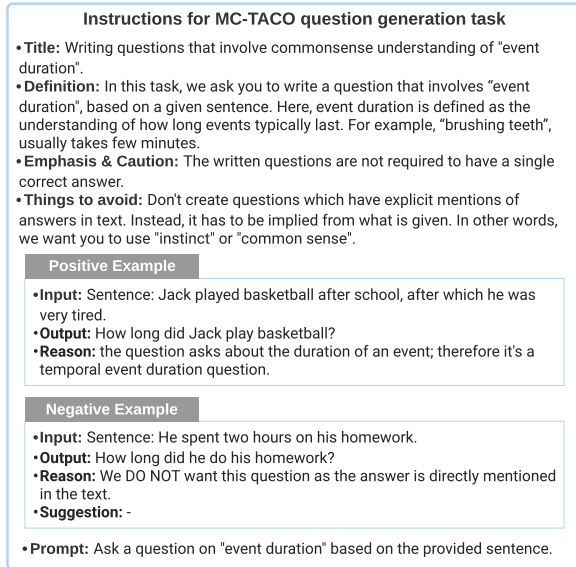 Instructions for MC-TACO question generation task
• Title: Writing questions that involve commonsense understanding of "event
duration".
• Definition: In this task, we ask you to write a question that involves “event
duration", based on a given sentence. Here, event duration is defined as the
understanding of how long events typically last. For example, “brushing teeth”,
usually takes few minutes.
• Emphasis & Caution: The written questions are not required to have a single
correct answer.
• Things to avoid: Don't create questions which have explicit mentions of
answers in text. Instead, it has to be implied from what is given. In other words,
we want you to use "instinct" or "common sense".
Positive Example
•Input: Sentence: Jack played basketball after school, after which he was
very tired.
•Output: How long did Jack play basketball?
•Reason: the question asks about the duration of an event; therefore it's a
temporal event duration question.
Negative Example
•Input: Sentence: He spent two hours on his homework.
•Output: How long did he do his homework?
•Reason: We DO NOT want this question as the answer is directly mentioned
in the text.
•Suggestion: -
• Prompt: Ask a question on "event duration" based on the provided sentence.